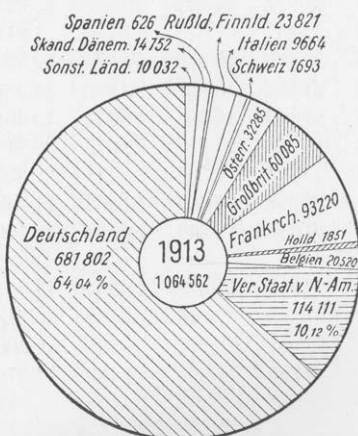 Spanien 626, Rußld, Finnld. 23821
Skand. Dänem. 14752
Italien 9664
Sonst. Länd. 10032
Schweiz 1693
Österr. 32285
Großbrit. 60085
Frankrch. 93220
Holld. 1851
Belgien 20520
Deutschland
681802
64,04 %
1913
1064562
Ver. Staat. v. N.-Am.
114111
10,12 %